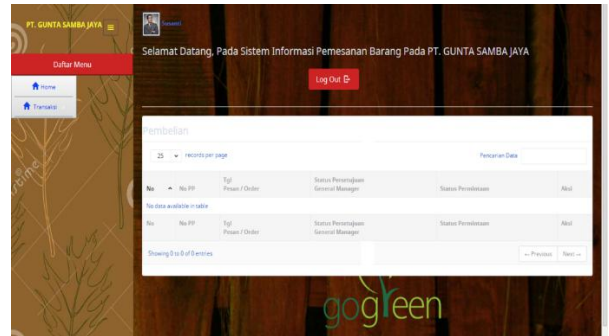 PT. GUNTA SAMBA JAYA
Daftar Menu
Home
Transaksi
Selamat Datang, Pada Sistem Informasi Pemesanan Barang Pada PT. GUNTA SAMBA JAYA
Log Out
Pembelian
25 records per page
Pencarian Data
No No PP Tgl Pesan / Order Status Persetujuan General Manager Status Permintaan Aksi
No data available in table
No No PP Tgl Pesan / Order Status Persetujuan General Manager Status Permintaan Aksi
Showing 0 to 0 of 0 entries
← Previous Next →
gogreen